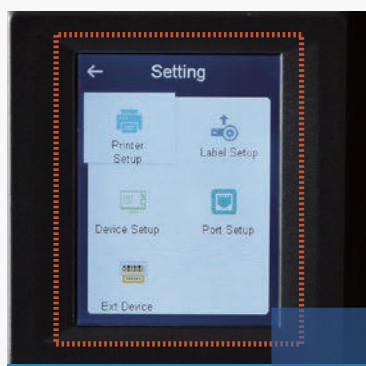 Setting
Printer
Setup
Label Setup
Device Setup
Port Setup
Ext Device